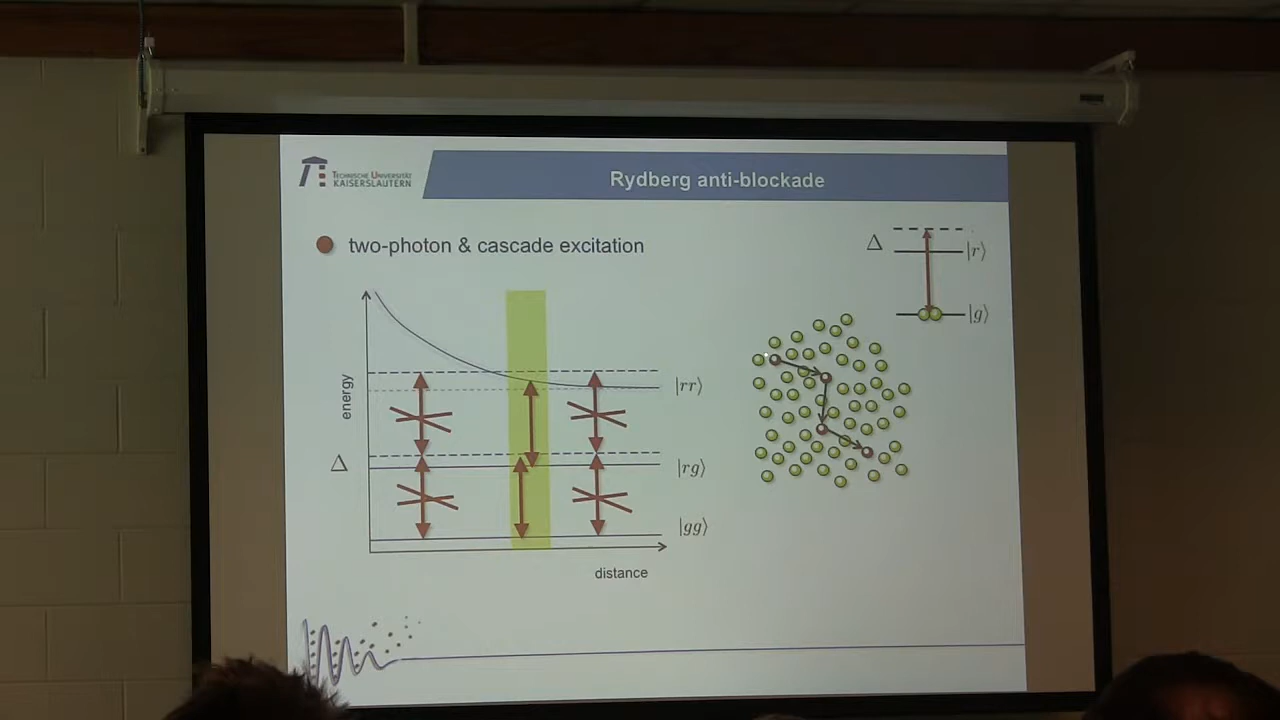 TECHNISCHE UNIVERSITÄT
KAISERSLAUTERN
Rydberg anti-blockade
two-photon & cascade excitation
Δ
|r⟩
|g⟩
energy
|rr⟩
Δ
|rg⟩
|gg⟩
distance